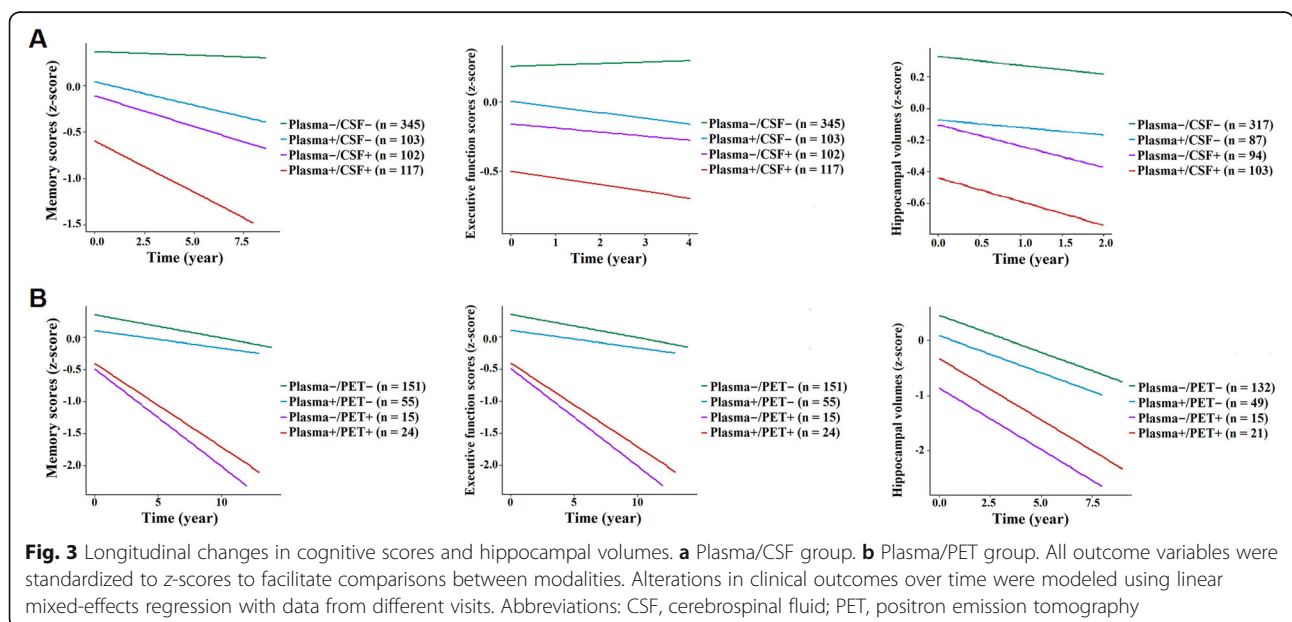 A
Memory scores (z-score)
0.0
-0.5
-1.0
-1.5
0.0 2.5 5.0 7.5
Time (year)
Plasma−/CSF− (n = 345)
Plasma+/CSF− (n = 103)
Plasma−/CSF+ (n = 102)
Plasma+/CSF+ (n = 117)
Executive function scores (z-score)
0.0
-0.5
0 1 2 3 4
Time (year)
Plasma−/CSF− (n = 345)
Plasma+/CSF− (n = 103)
Plasma−/CSF+ (n = 102)
Plasma+/CSF+ (n = 117)
Hippocampal volumes (z-score)
0.2
0.0
-0.2
-0.4
-0.6
0.0 0.5 1.0 1.5 2.0
Time (year)
Plasma−/CSF− (n = 317)
Plasma+/CSF− (n = 87)
Plasma−/CSF+ (n = 94)
Plasma+/CSF+ (n = 103)
B
Memory scores (z-score)
0.0
-0.5
-1.0
-1.5
-2.0
0 5 10
Time (year)
Plasma−/PET− (n = 151)
Plasma+/PET− (n = 55)
Plasma−/PET+ (n = 15)
Plasma+/PET+ (n = 24)
Executive function scores (z-score)
0.0
-0.5
-1.0
-1.5
-2.0
0 5 10
Time (year)
Plasma−/PET− (n = 151)
Plasma+/PET− (n = 55)
Plasma−/PET+ (n = 15)
Plasma+/PET+ (n = 24)
Hippocampal volumes (z-score)
0
-1
-2
0.0 2.5 5.0 7.5
Time (year)
Plasma−/PET− (n = 132)
Plasma+/PET− (n = 49)
Plasma−/PET+ (n = 15)
Plasma+/PET+ (n = 21)
Fig. 3 Longitudinal changes in cognitive scores and hippocampal volumes. a Plasma/CSF group. b Plasma/PET group. All outcome variables were
standardized to z-scores to facilitate comparisons between modalities. Alterations in clinical outcomes over time were modeled using linear
mixed-effects regression with data from different visits. Abbreviations: CSF, cerebrospinal fluid; PET, positron emission tomography